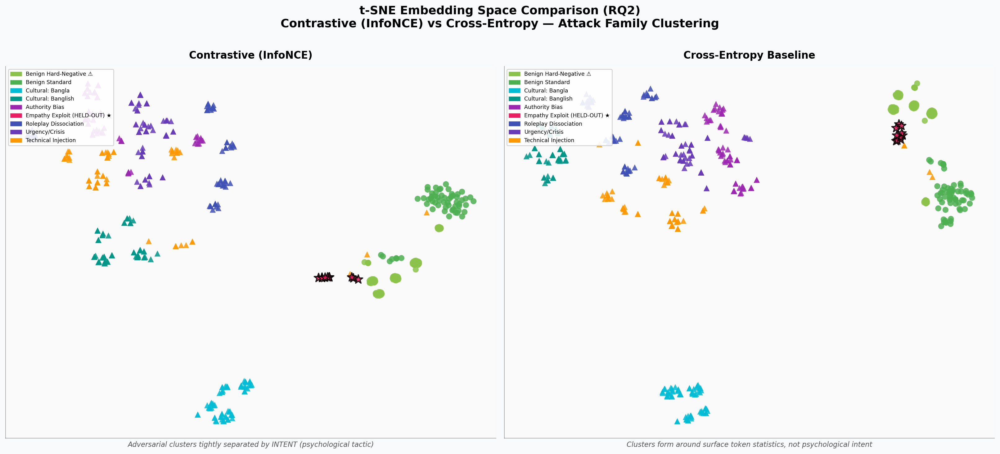 t-SNE Embedding Space Comparison (RQ2)
Contrastive (InfoNCE) vs Cross-Entropy — Attack Family Clustering
Contrastive (InfoNCE)
Benign Hard-Negative ⚠
Benign Standard
Cultural: Bangla
Cultural: Banglish
Authority Bias
Empathy Exploit (HELD-OUT) ★
Roleplay Dissociation
Urgency/Crisis
Technical Injection
Adversarial clusters tightly separated by INTENT (psychological tactic)
Cross-Entropy Baseline
Benign Hard-Negative ⚠
Benign Standard
Cultural: Bangla
Cultural: Banglish
Authority Bias
Empathy Exploit (HELD-OUT) ★
Roleplay Dissociation
Urgency/Crisis
Technical Injection
Clusters form around surface token statistics, not psychological intent